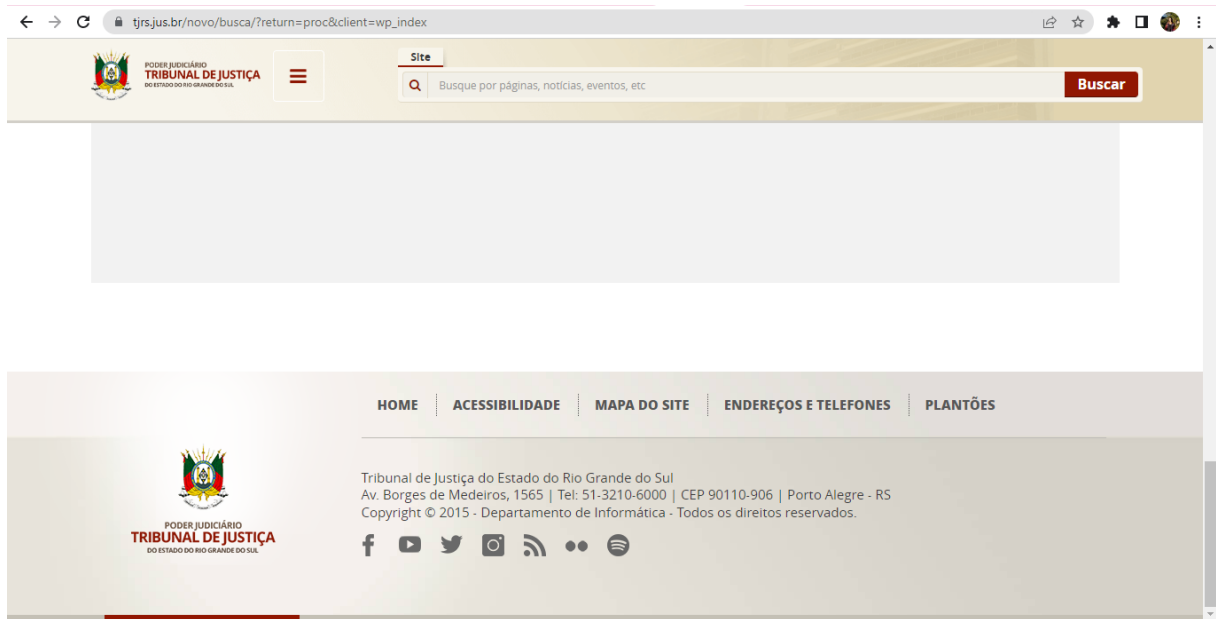 tjrs.jus.br/novo/busca/?return=proc&client=wp_index
PODER JUDICIÁRIO
TRIBUNAL DE JUSTIÇA
DO ESTADO DO RIO GRANDE DO SUL
Site
Busque por páginas, notícias, eventos, etc
Buscar
HOME
ACESSIBILIDADE
MAPA DO SITE
ENDEREÇOS E TELEFONES
PLANTÕES
Tribunal de Justiça do Estado do Rio Grande do Sul
Av. Borges de Medeiros, 1565 | Tel: 51-3210-6000 | CEP 90110-906 | Porto Alegre - RS
Copyright © 2015 - Departamento de Informática - Todos os direitos reservados.
PODER JUDICIÁRIO
TRIBUNAL DE JUSTIÇA
DO ESTADO DO RIO GRANDE DO SUL